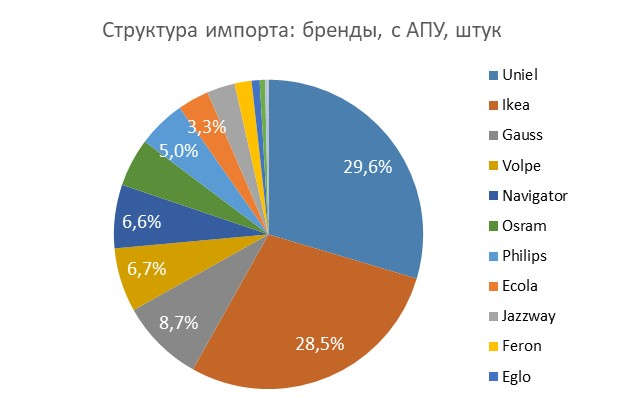 Структура импорта: бренды, с АПУ, штук
29,6%
28,5%
8,7%
6,7%
6,6%
5,0%
3,3%
Uniel
Ikea
Gauss
Volpe
Navigator
Osram
Philips
Ecola
Jazzway
Feron
Eglo